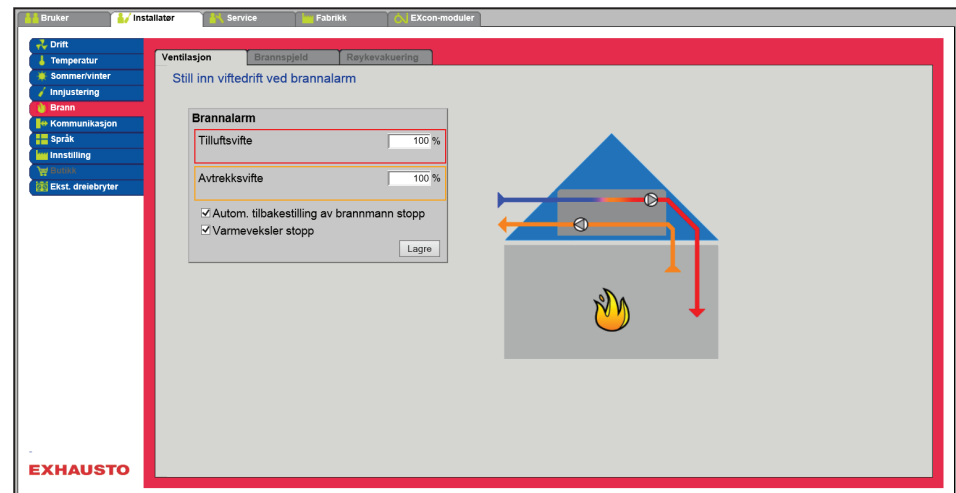 Bruker
Installatør
Service
Fabrikk
EXcon-moduler
Drift
Temperatur
Sommer/vinter
Innjustering
Brann
Kommunikasjon
Språk
Innstilling
Butikk
Ekst. dreiebryter
Ventilasjon
Brannspjeld
Røykevakuering
Still inn viftedrift ved brannalarm
Brannalarm
Tilluftsvifte 100 %
Avtrekksvifte 100 %
Autom. tilbakestilling av brannmann stopp
Varmeveksler stopp
Lagre
EXHAUSTO